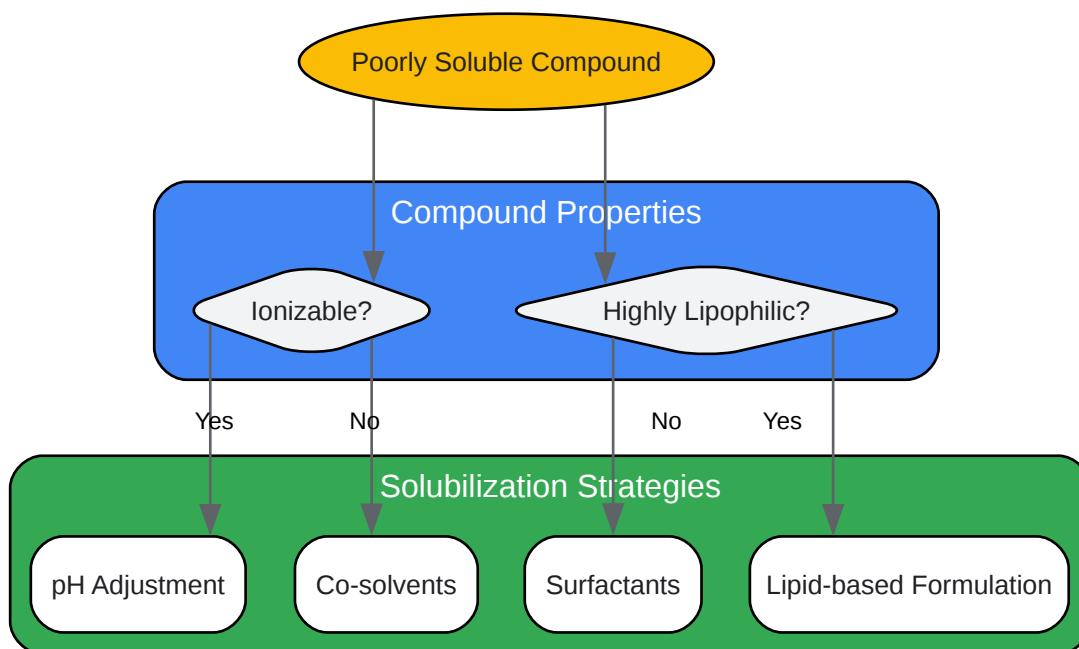 Poorly Soluble Compound
Compound Properties
Ionizable?
Highly Lipophilic?
Yes
No
No
Yes
Solubilization Strategies
pH Adjustment
Co-solvents
Surfactants
Lipid-based Formulation